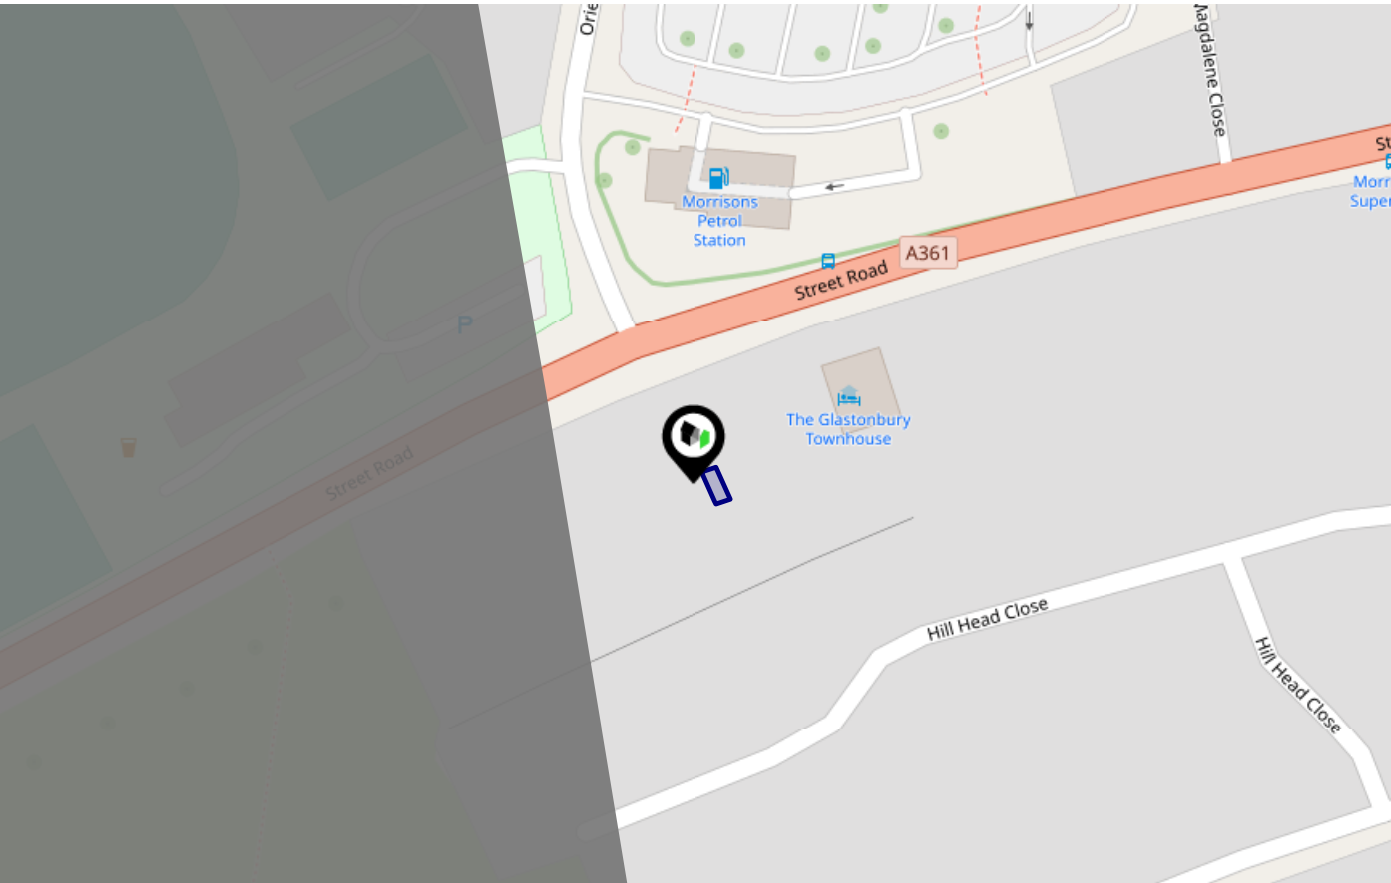 Orie
Magdalene Close
St
Morr
Super
Morrisons
Petrol
Station
A361
Street Road
The Glastonbury
Townhouse
P
Street Road
Hill Head Close
Hill Head Close